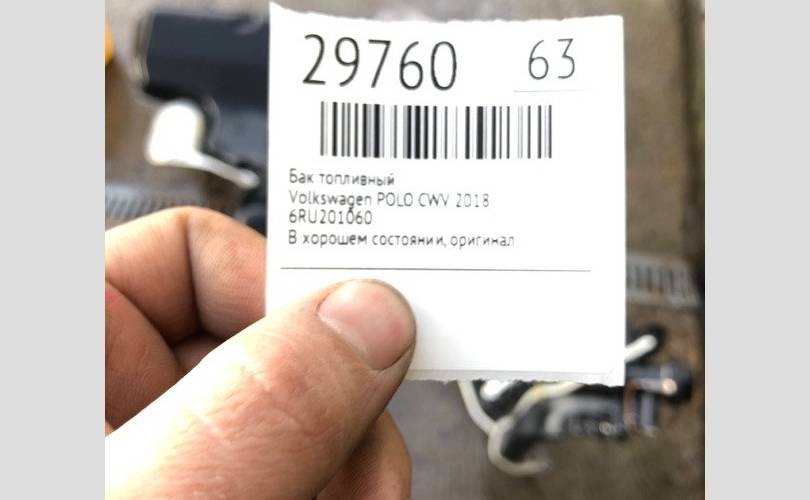 29760 63
Бак топливный
Volkswagen POLO CWV 2018
6RU201060
В хорошем состоянии, оригинал